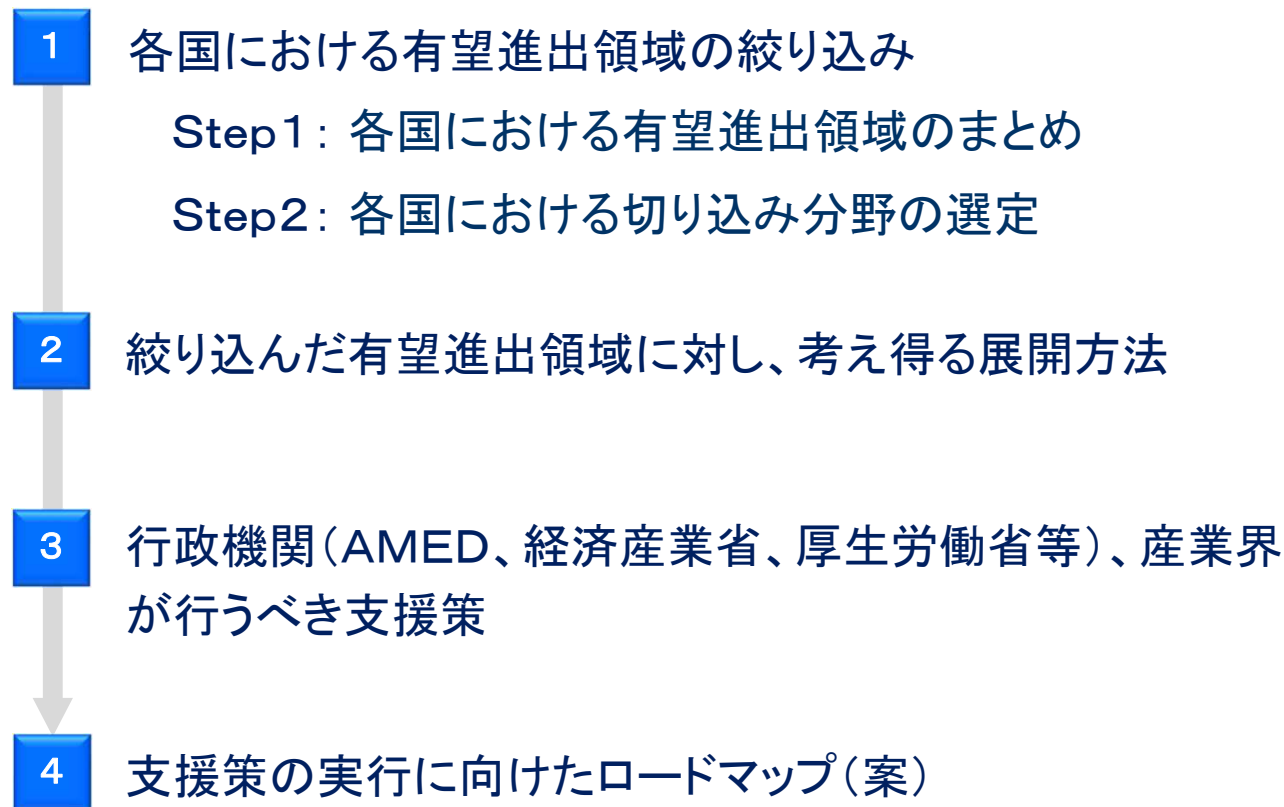 1 各国における有望進出領域の絞り込み
Step1: 各国における有望進出領域のまとめ
Step2: 各国における切り込み分野の選定
2 絞り込んだ有望進出領域に対し、考え得る展開方法
3 行政機関(AMED、経済産業省、厚生労働省等)、産業界
が行うべき支援策
4 支援策の実行に向けたロードマップ(案)